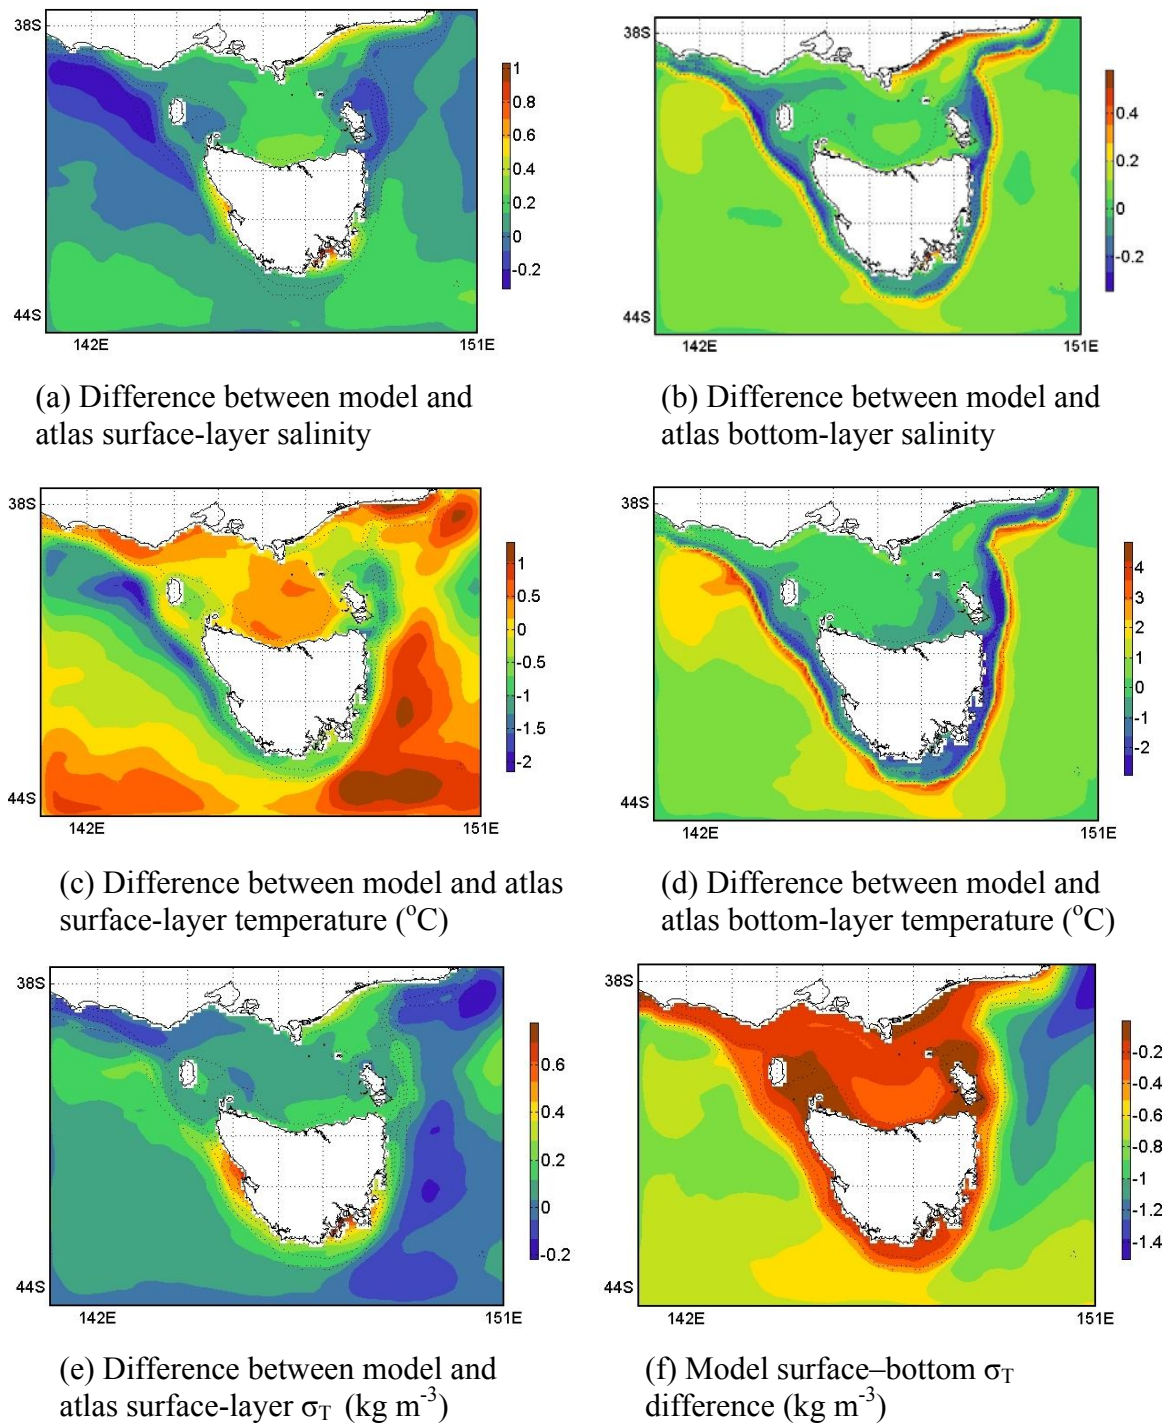 38S
44S
142E
151E
1
0.8
0.6
0.4
0.2
0
-0.2
(a) Difference between model and
atlas surface-layer salinity
38S
44S
142E
151E
0.4
0.2
0
-0.2
(b) Difference between model and
atlas bottom-layer salinity
38S
44S
142E
151E
1
0.5
0
-0.5
-1
-1.5
-2
(c) Difference between model and atlas
surface-layer temperature (°C)
38S
44S
142E
151E
4
3
2
1
0
-1
-2
(d) Difference between model and
atlas bottom-layer temperature (°C)
38S
44S
142E
151E
0.6
0.4
0.2
0
-0.2
(e) Difference between model and
atlas surface-layer σT (kg m-3)
38S
44S
142E
151E
-0.2
-0.4
-0.6
-0.8
-1
-1.2
-1.4
(f) Model surface–bottom σT
difference (kg m-3)